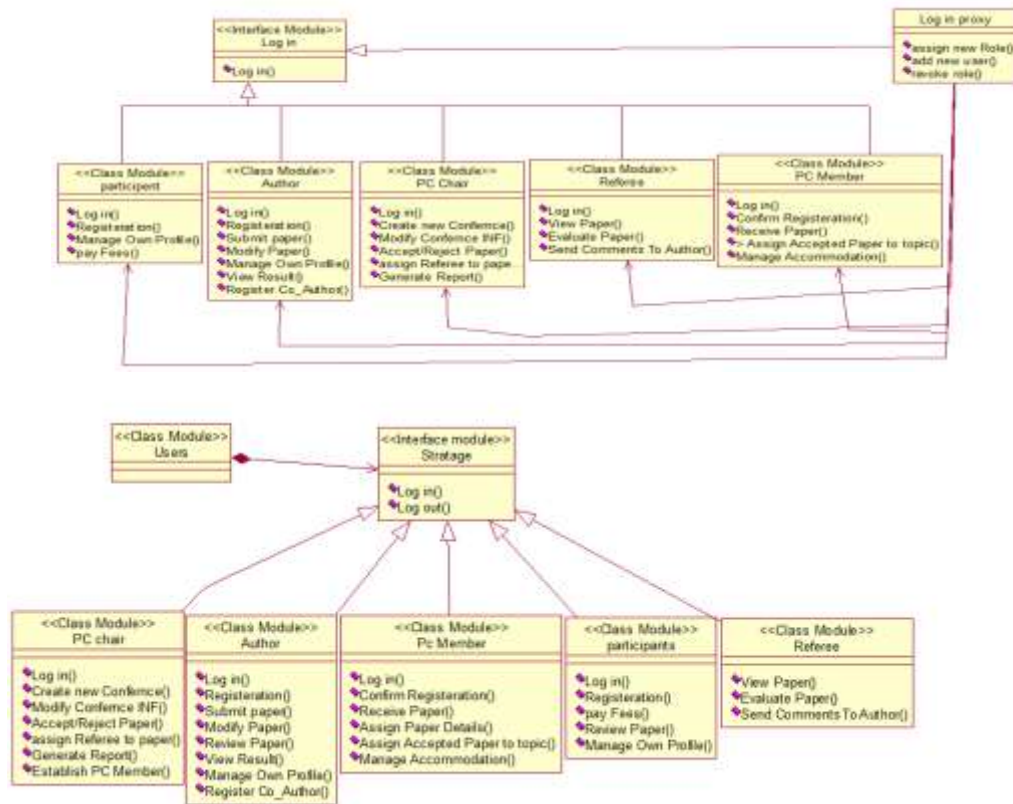 <<Interface Module>>
Log in
Log in()
Log in proxy
assign new Role()
add new user()
revoke role()
<<Class Module>>
participent
Log in()
Registeration()
Manage Own Profile()
pay Fees()
<<Class Module>>
Author
Log in()
Registeration()
Submit paper()
Modify Paper()
Manage Own Profile()
View Result()
Register Co_Author()
<<Class Module>>
PC Chair
Log in()
Create new Confernce()
Modify Confernce INF()
Accept/Reject Paper()
assign Referee to pape...
Generate Report()
<<Class Module>>
Referee
Log in()
View Paper()
Evaluate Paper()
Send Comments To Author()
<<Class Module>>
PC Member
Log in()
Confirm Registeration()
Receive Paper()
> Assign Accepted Paper to topic()
Manage Accommodation()
<<Class Module>>
Users
<<Interface module>>
Stratage
Log in()
Log out()
<<Class Module>>
PC chair
Log in()
Create new Confernce()
Modify Confernce INF()
Accept/Reject Paper()
assign Referee to paper()
Generate Report()
Establish PC Member()
<<Class Module>>
Author
Log in()
Registeration()
Submit paper()
Modify Paper()
Review Paper()
View Result()
Manage Own Profile()
Register Co_Author()
<<Class Module>>
Pc Member
Log in()
Confirm Registeration()
Receive Paper()
Assign Paper Details()
Assign Accepted Paper to topic()
Manage Accommodation()
<<Class Module>>
participants
Log in()
Registeration()
pay Fees()
Review Paper()
Manage Own Profile()
<<Class Module>>
Referee
View Paper()
Evaluate Paper()
Send Comments To Author()